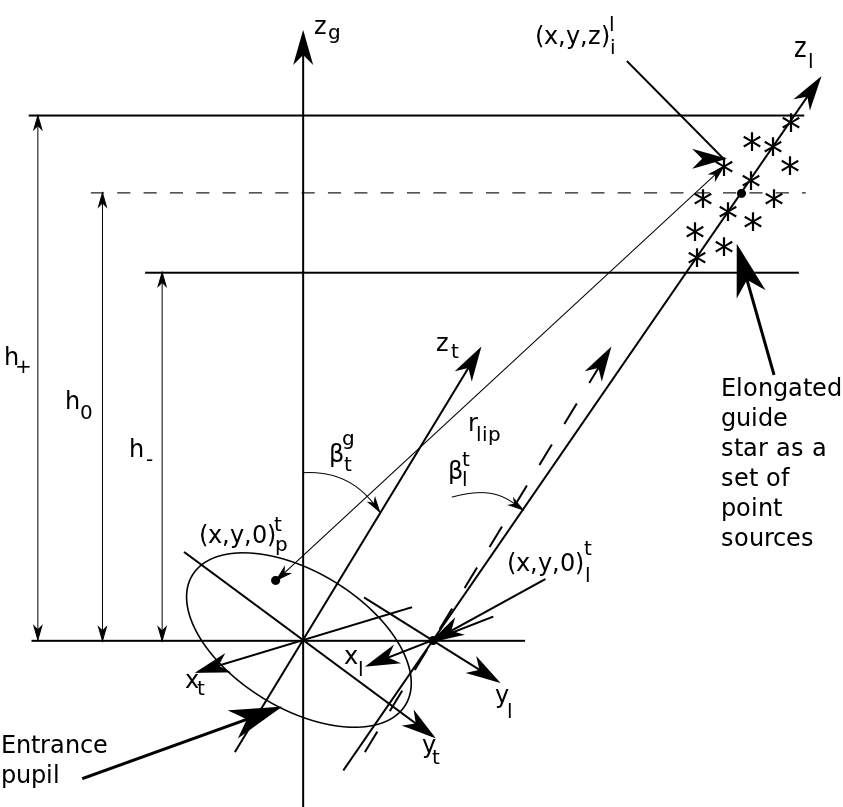 z_g
(x,y,z)_i^l
z_l
h_+
h_0
h_-
z_t
r_lip
β_t^g
β_l^t
Elongated
guide
star as a
set of
point
sources
(x,y,0)_p^t
(x,y,0)_l^t
x_t
x_l
y_l
y_t
Entrance
pupil